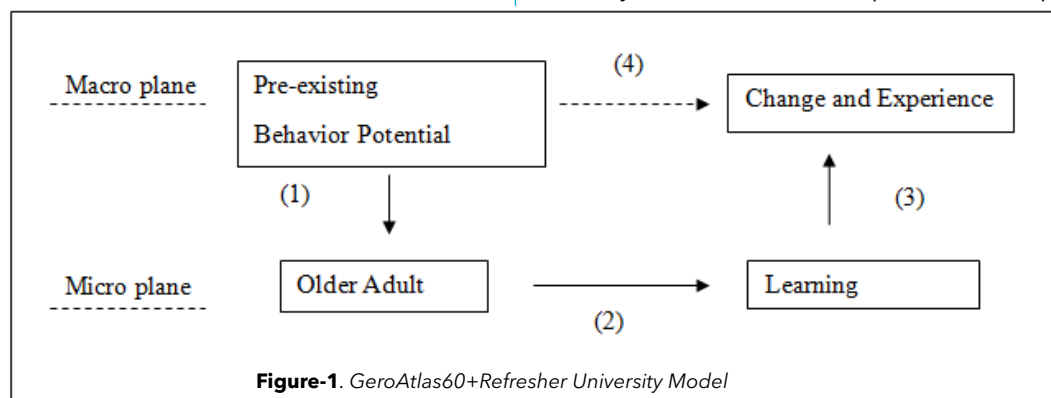 Macro plane
Pre-existing
Behavior Potential
(4)
Change and Experience
(1)
(3)
Micro plane
Older Adult
(2)
Learning
Figure-1. GeroAtlas60+Refresher University Model